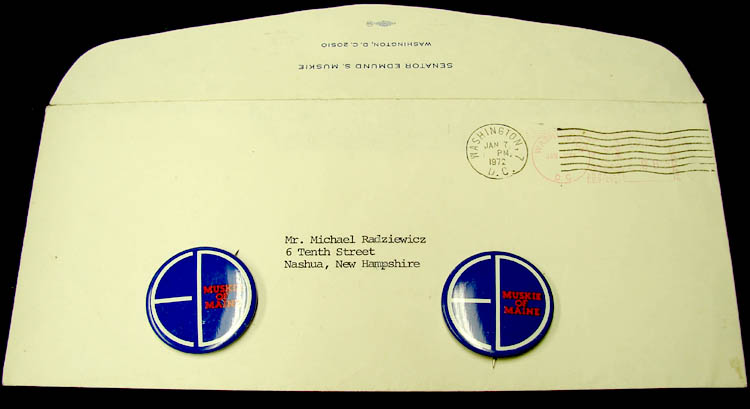 SENATOR EDMUND S. MUSKIE
WASHINGTON, D. C. 20510
WASHINGTON, 7
JAN 7
PM.
1972
D.C.
Mr. Michael Radziewicz
6 Tenth Street
Nashua, New Hampshire
MUSKIE
OF
MAINE
MUSKIE
OF
MAINE